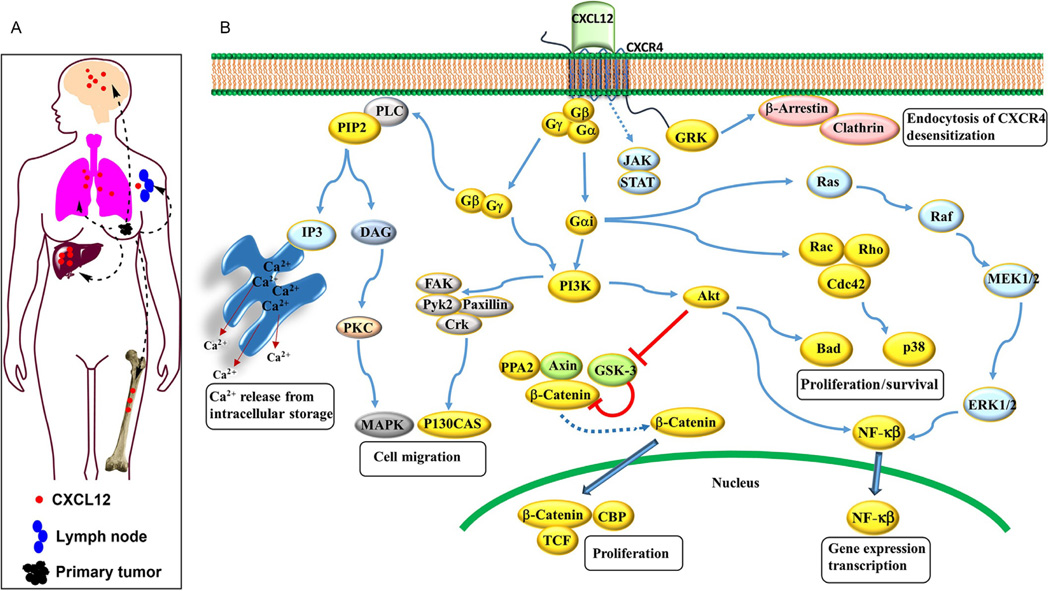 A
CXCL12
Lymph node
Primary tumor
B
CXCL12
CXCR4
PLC
PIP2
Gβ
Gγ
Gα
GRK
β-Arrestin
Clathrin
Endocytosis of CXCR4
desensitization
JAK
STAT
Ras
Raf
Gβ
Gγ
Gαi
IP3
DAG
Rac
Rho
Cdc42
MEK1/2
Ca2+
Ca2+
Ca2+
Ca2+
Ca2+
Ca2+
Ca2+
FAK
Pyk2
Paxillin
Crk
PI3K
Akt
PKC
Bad
p38
PPA2
Axin
GSK-3
β-Catenin
Proliferation/survival
Ca2+ release from
intracellular storage
ERK1/2
MAPK
P130CAS
β-Catenin
NF-κβ
Cell migration
Nucleus
β-Catenin
CBP
TCF
Proliferation
NF-κβ
Gene expression
transcription